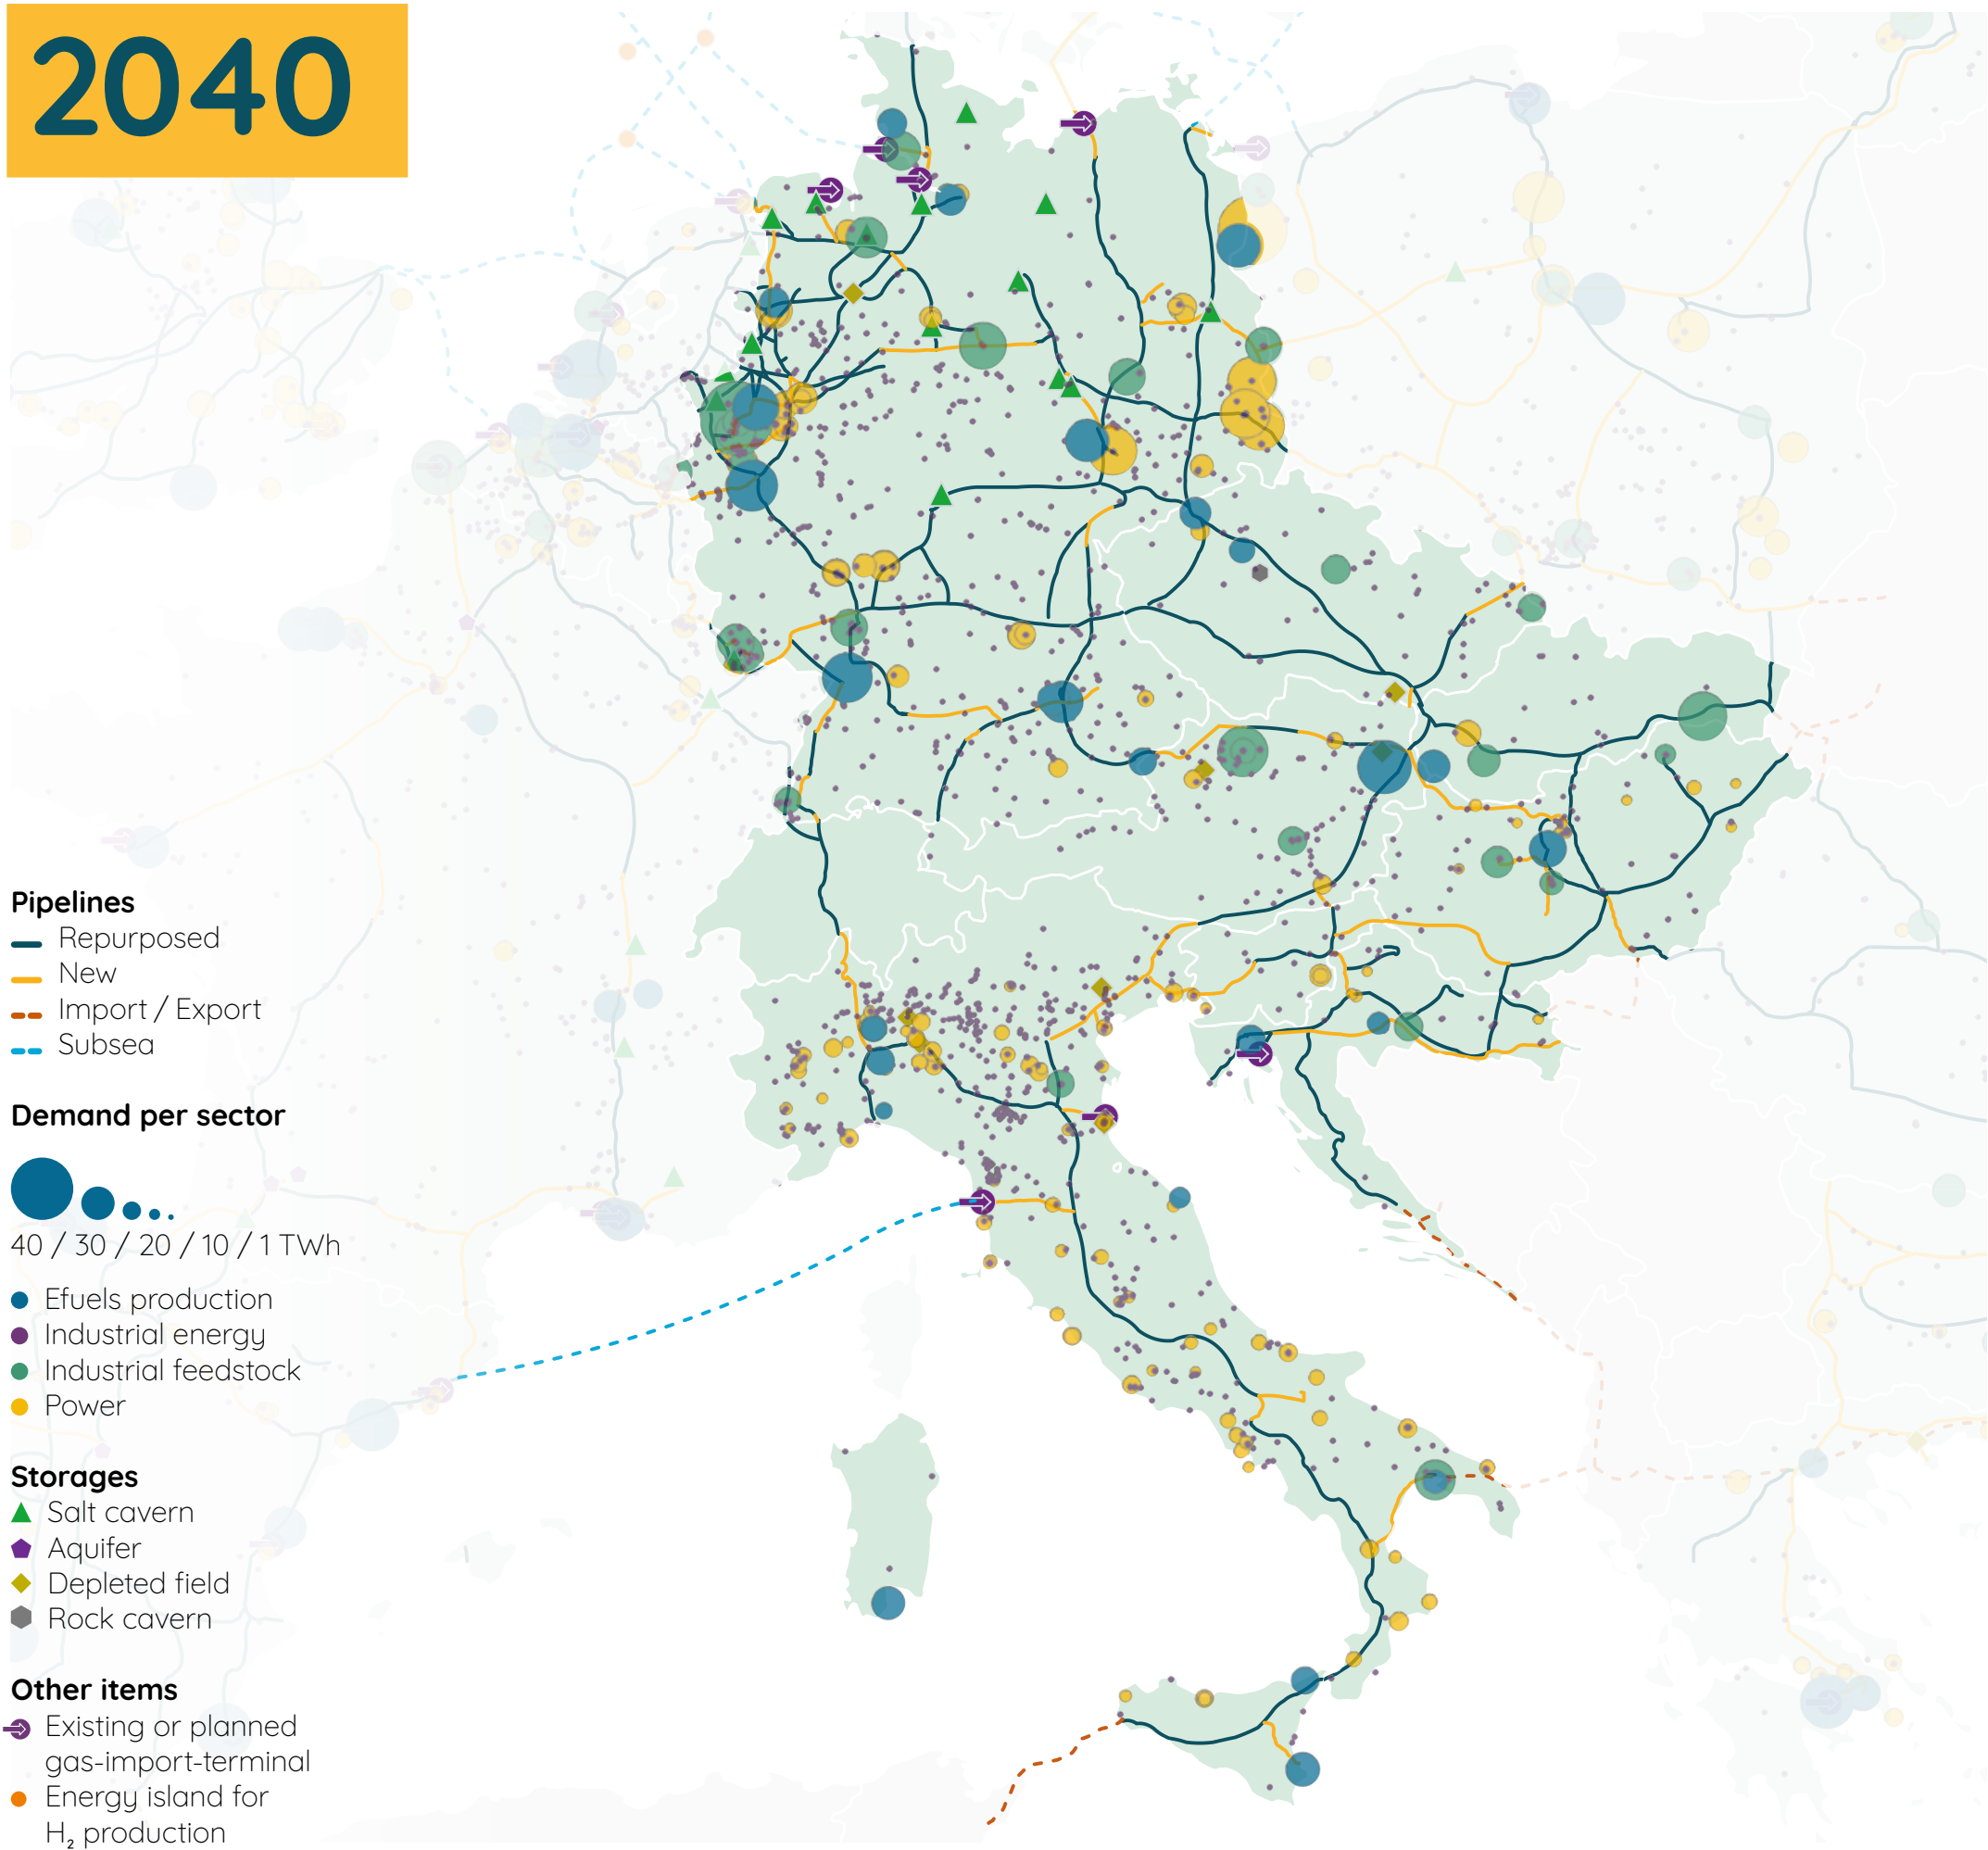 2040
Pipelines
Repurposed
New
Import / Export
Subsea
Demand per sector
40 / 30 / 20 / 10 / 1 TWh
Efuels production
Industrial energy
Industrial feedstock
Power
Storages
Salt cavern
Aquifer
Depleted field
Rock cavern
Other items
Existing or planned
gas-import-terminal
Energy island for
H₂ production